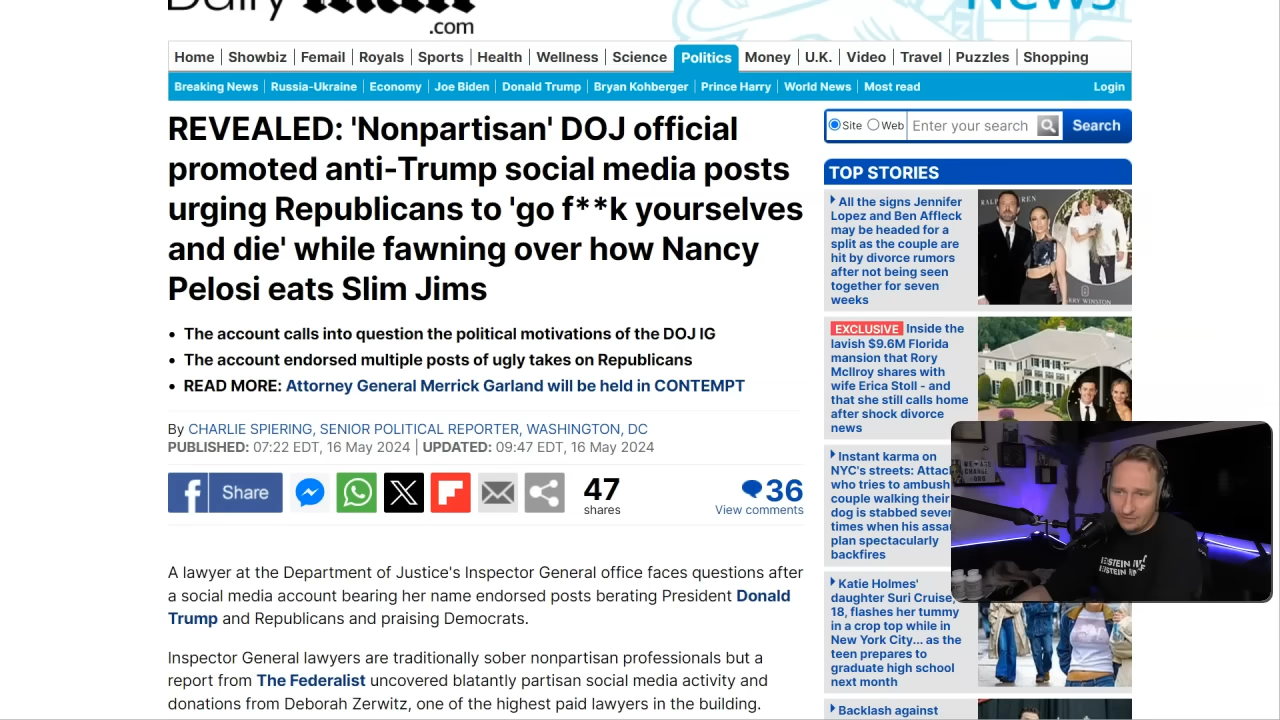 Daily Mail
.com
News
Home Showbiz Femail Royals Sports Health Wellness Science Politics Money U.K. Video Travel Puzzles Shopping
Breaking News Russia-Ukraine Economy Joe Biden Donald Trump Bryan Kohberger Prince Harry World News Most read Login
REVEALED: 'Nonpartisan' DOJ official
promoted anti-Trump social media posts
urging Republicans to 'go f**k yourselves
and die' while fawning over how Nancy
Pelosi eats Slim Jims
• The account calls into question the political motivations of the DOJ IG
• The account endorsed multiple posts of ugly takes on Republicans
• READ MORE: Attorney General Merrick Garland will be held in CONTEMPT
By CHARLIE SPIERING, SENIOR POLITICAL REPORTER, WASHINGTON, DC
PUBLISHED: 07:22 EDT, 16 May 2024 | UPDATED: 09:47 EDT, 16 May 2024
Share
47
shares
36
View comments
A lawyer at the Department of Justice's Inspector General office faces questions after
a social media account bearing her name endorsed posts berating President Donald
Trump and Republicans and praising Democrats.
Inspector General lawyers are traditionally sober nonpartisan professionals but a
report from The Federalist uncovered blatantly partisan social media activity and
donations from Deborah Zerwitz, one of the highest paid lawyers in the building.
Site Web Enter your search Search
TOP STORIES
All the signs Jennifer
Lopez and Ben Affleck
may be headed for a
split as the couple are
hit by divorce rumors
after not being seen
together for seven
weeks
EXCLUSIVE Inside the
lavish $9.6M Florida
mansion that Rory
McIlroy shares with
wife Erica Stoll - and
that she still calls home
after shock divorce
news
Instant karma on
NYC's streets:
who tries to ambush
couple walking their
dog is stabbed
times when his
plan spectacularly
backfires
Katie Holmes'
daughter Suri Cruise,
18, flashes her tummy
in a crop top while in
New York City... as the
teen prepares to
graduate high school
next month
Backlash against